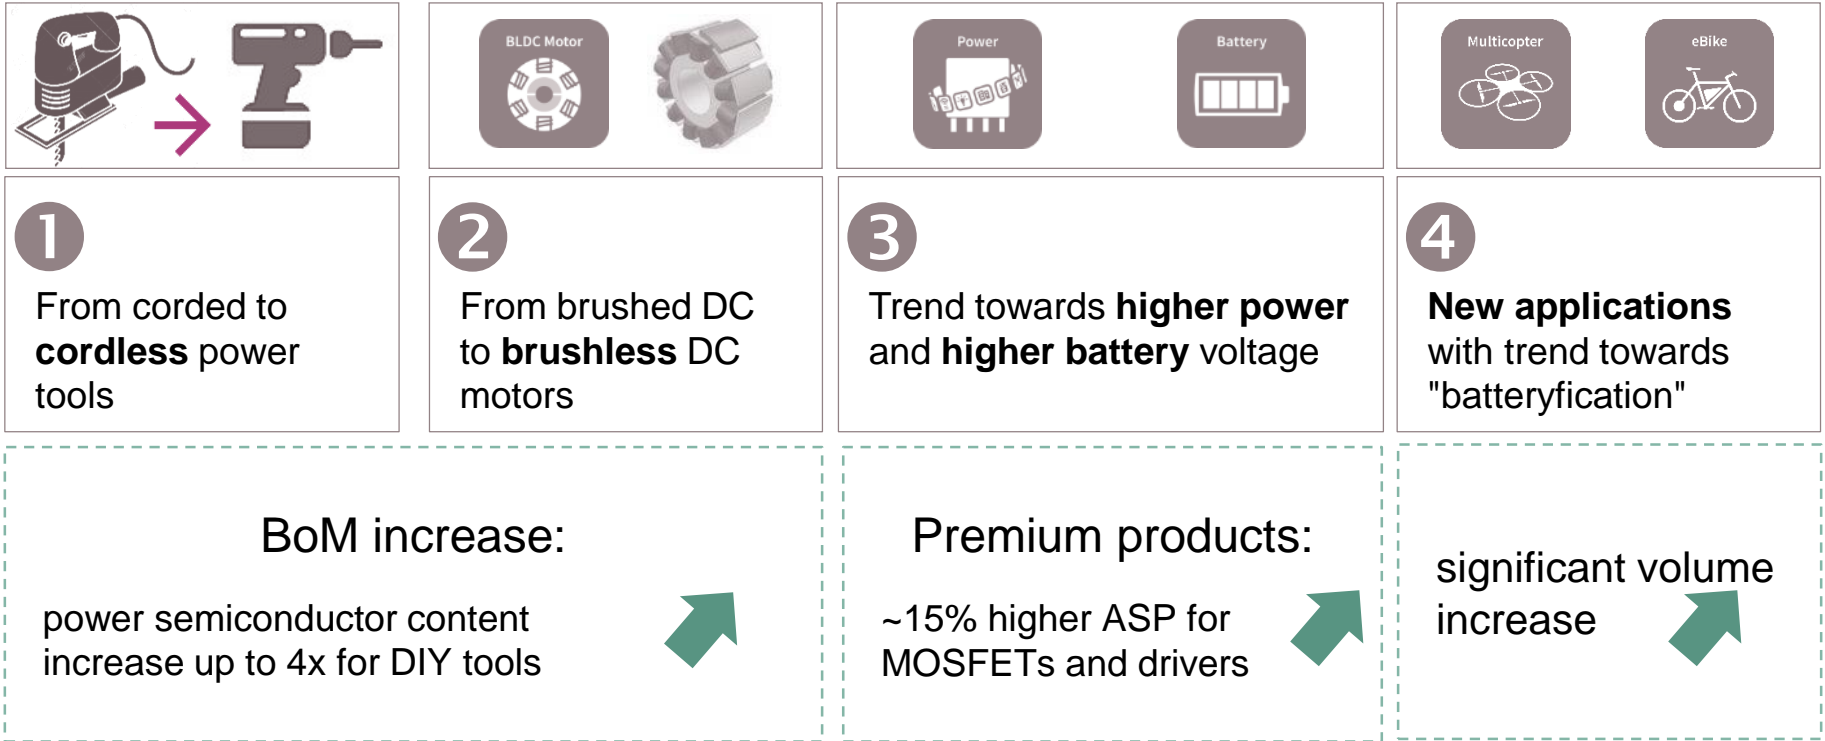 BLDC Motor
Power
Battery
Multicopter
eBike
1
From corded to
cordless power
tools
2
From brushed DC
to brushless DC
motors
3
Trend towards higher power
and higher battery voltage
4
New applications
with trend towards
"batteryfication"
BoM increase:
power semiconductor content
increase up to 4x for DIY tools
Premium products:
~15% higher ASP for
MOSFETs and drivers
significant volume
increase